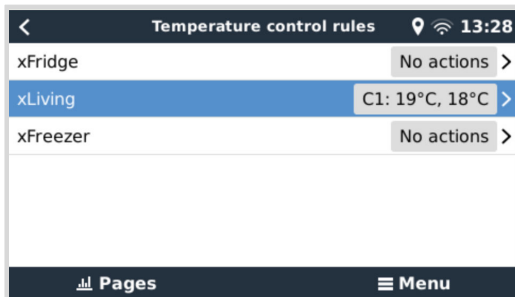 Temperature control rules 13:28
xFridge No actions
xLiving C1: 19°C, 18°C
xFreezer No actions
Pages Menu